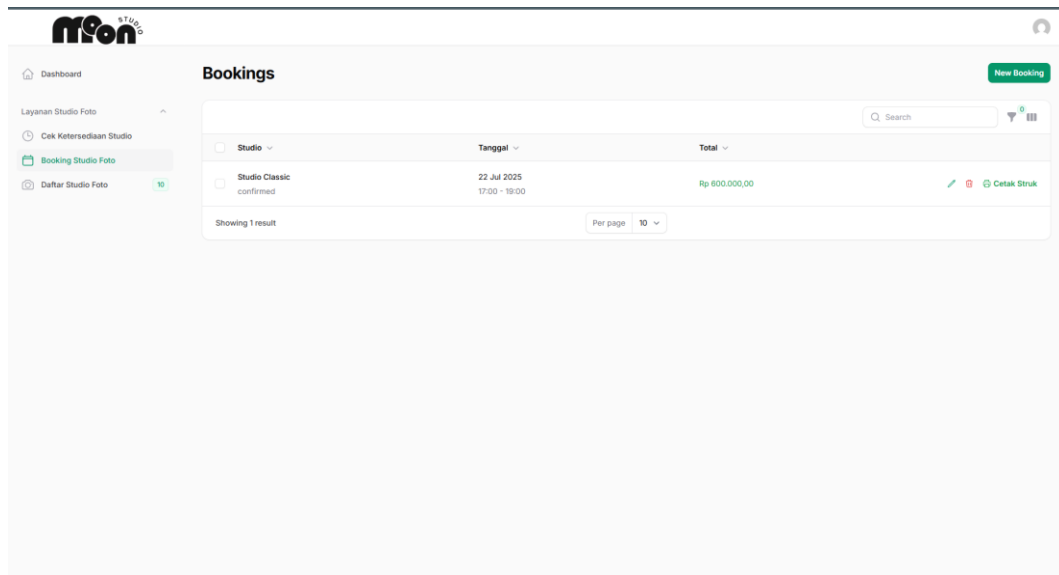 MOON STUDIO
Dashboard
Layanan Studio Foto
Cek Ketersediaan Studio
Booking Studio Foto
Daftar Studio Foto 10
Bookings
New Booking
Search
0
Studio Tanggal Total
Studio Classic 22 Jul 2025 Rp 600.000,00 Cetak Struk
confirmed 17:00 - 19:00
Showing 1 result Per page 10